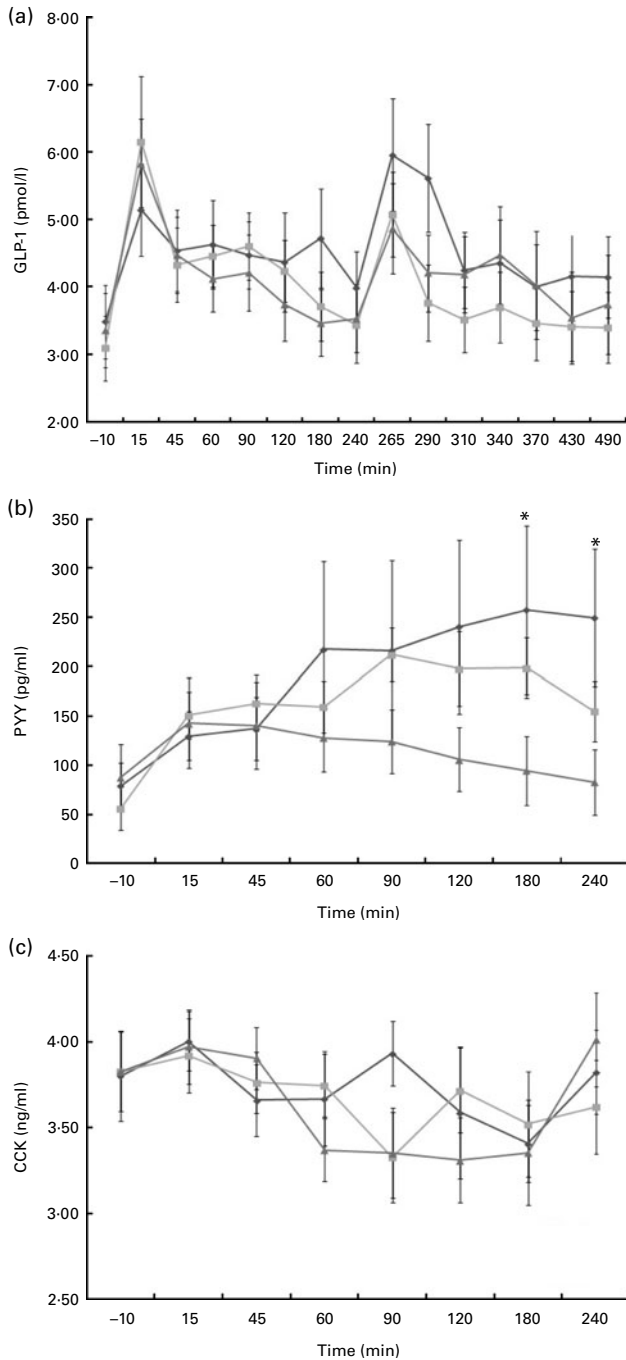 (a)
8·00
7·00
6·00
5·00
4·00
3·00
2·00
GLP-1 (pmol/l)
−10 15 45 60 90 120 180 240 265 290 310 340 370 430 490
Time (min)
(b)
350
300
250
200
150
100
50
0
PYY (pg/ml)
* *
−10 15 45 60 90 120 180 240
Time (min)
(c)
4·50
4·00
3·50
3·00
2·50
CCK (ng/ml)
−10 15 45 60 90 120 180 240
Time (min)